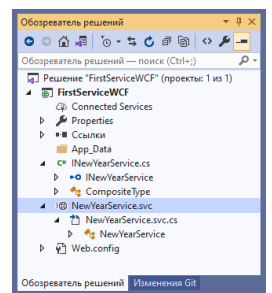 Обозреватель решений
Обозреватель решений — поиск (Ctrl+;)
Решение "FirstServiceWCF" (проекты: 1 из 1)
FirstServiceWCF
Connected Services
Properties
Ссылки
App_Data
C# INewYearService.cs
INewYearService
CompositeType
NewYearService.svc
NewYearService.svc.cs
NewYearService
Web.config
Обозреватель решений Изменения Git